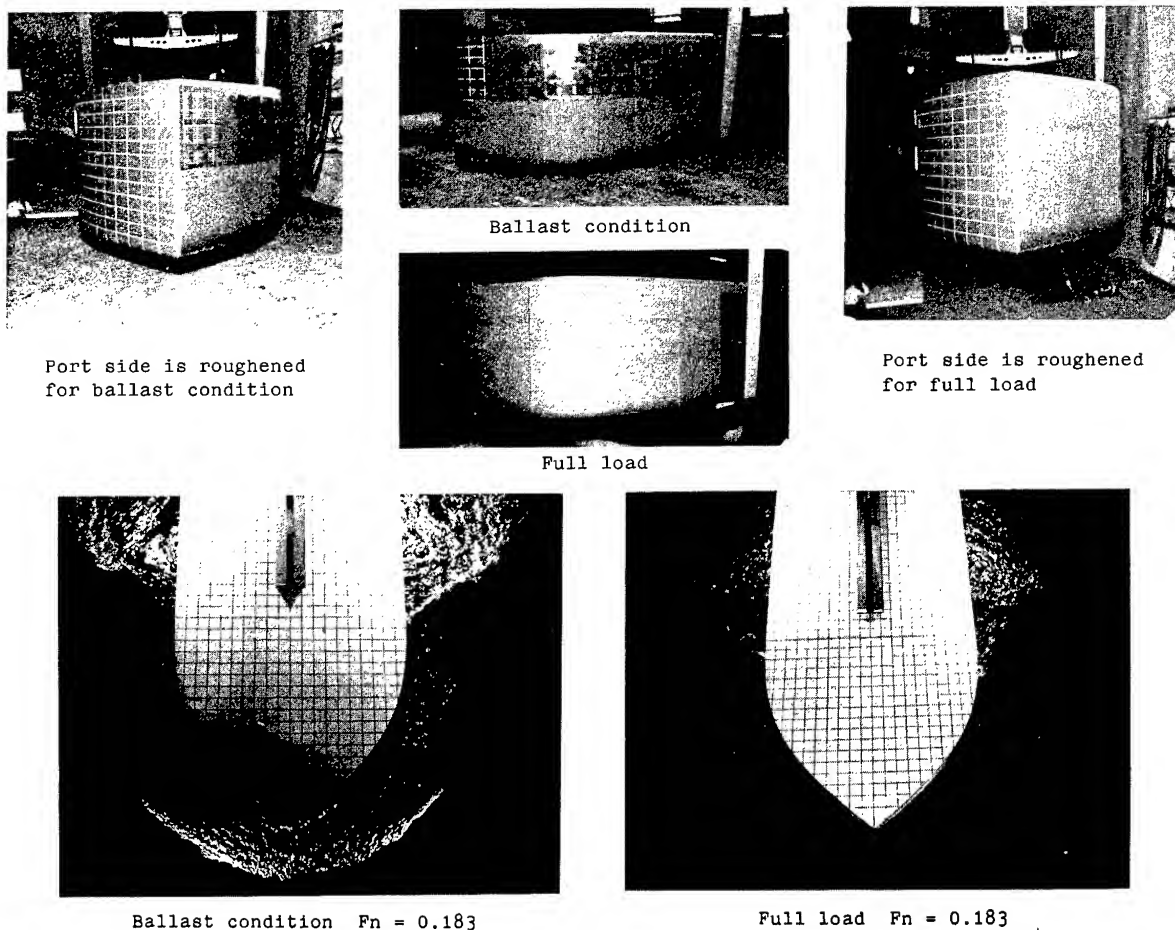 Ballast condition
Port side is roughened
for ballast condition
Port side is roughened
for full load
Full load
Ballast condition Fn = 0.183
Full load Fn = 0.183